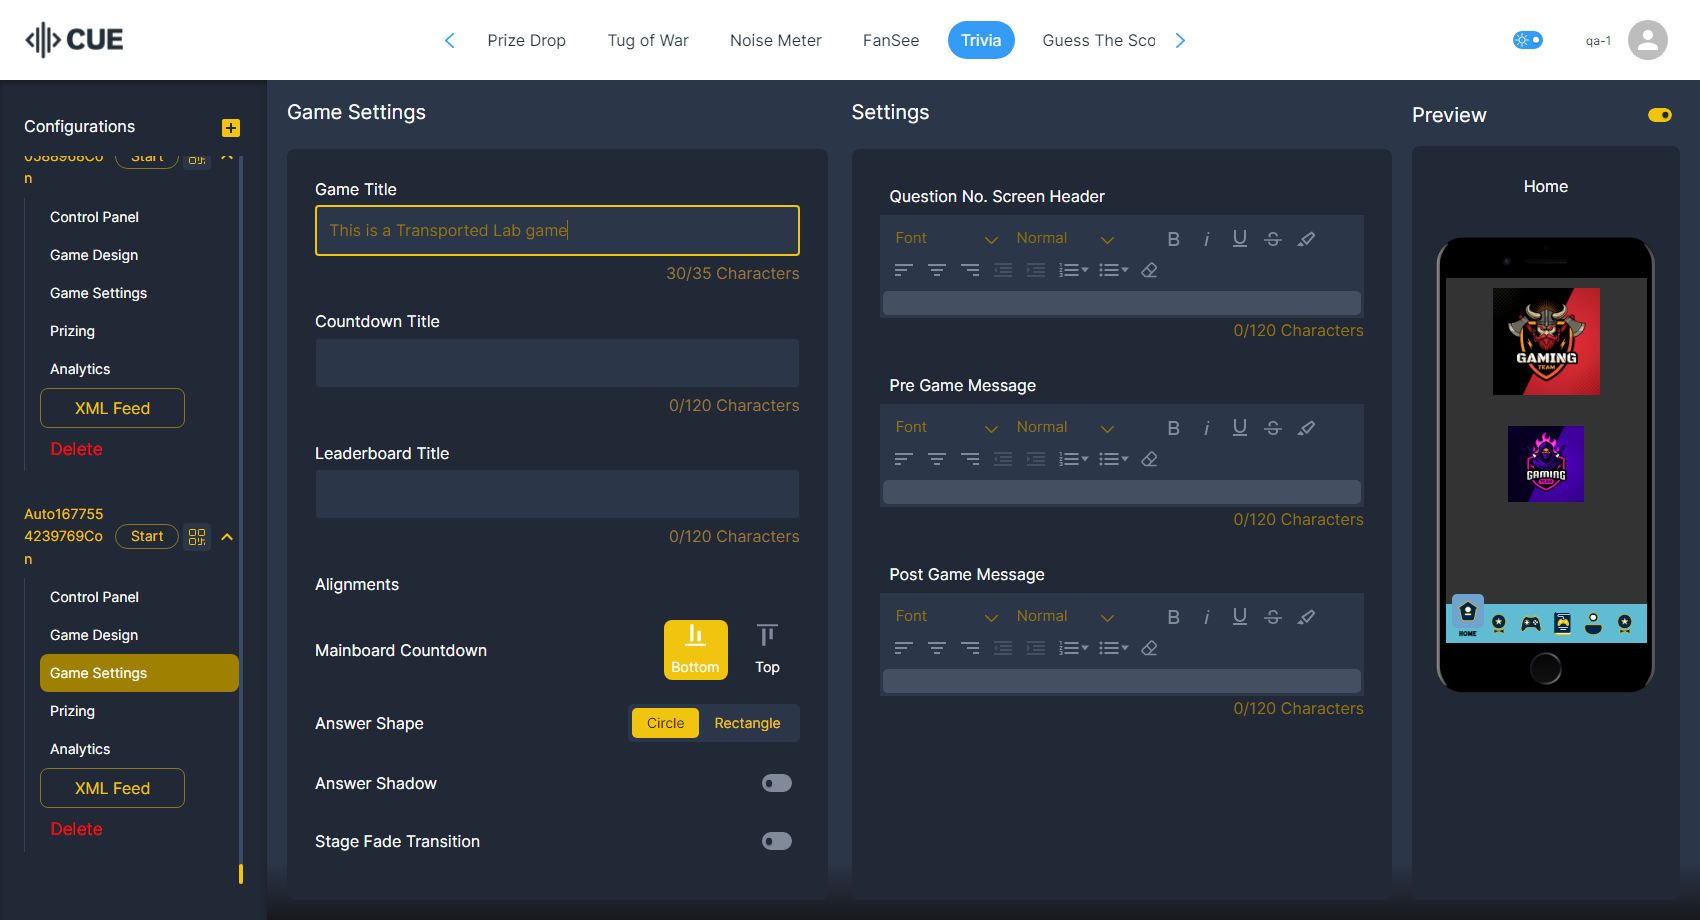 CUE
Prize Drop
Tug of War
Noise Meter
FanSee
Trivia
Guess The Sco
qa-1
Configurations
0588968Co
n
Start
Control Panel
Game Design
Game Settings
Prizing
Analytics
XML Feed
Delete
Auto167755
4239769Co
n
Start
Control Panel
Game Design
Game Settings
Prizing
Analytics
XML Feed
Delete
Game Settings
Game Title
This is a Transported Lab game
30/35 Characters
Countdown Title
0/120 Characters
Leaderboard Title
0/120 Characters
Alignments
Mainboard Countdown
Bottom
Top
Answer Shape
Circle
Rectangle
Answer Shadow
Stage Fade Transition
Settings
Question No. Screen Header
Font
Normal
0/120 Characters
Pre Game Message
Font
Normal
0/120 Characters
Post Game Message
Font
Normal
0/120 Characters
Preview
Home
GAMING
TEAM
GAMING
TEAM
HOME